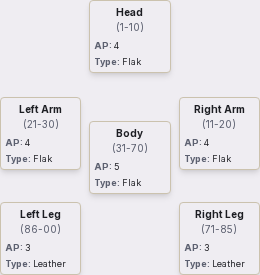 Head
(1-10)
AP: 4
Type: Flak
Left Arm
(21-30)
AP: 4
Type: Flak
Right Arm
(11-20)
AP: 4
Type: Flak
Body
(31-70)
AP: 5
Type: Flak
Left Leg
(86-00)
AP: 3
Type: Leather
Right Leg
(71-85)
AP: 3
Type: Leather